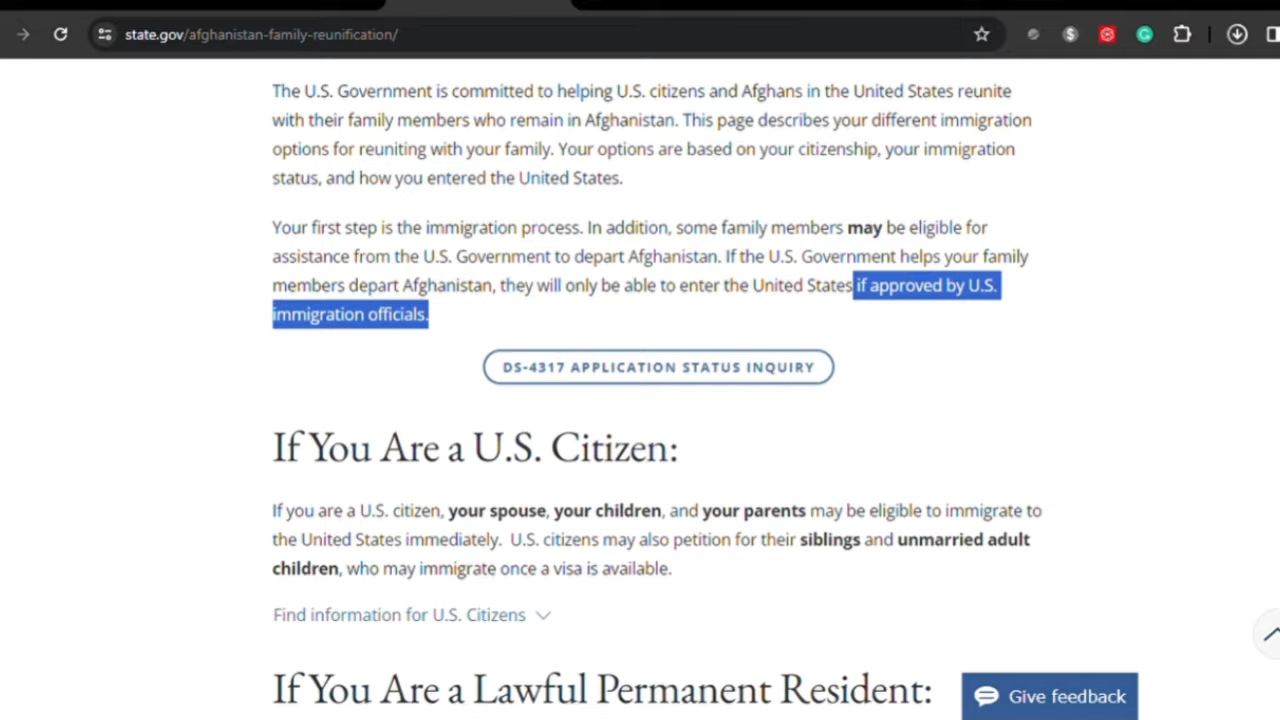 state.gov/afghanistan-family-reunification/
The U.S. Government is committed to helping U.S. citizens and Afghans in the United States reunite
with their family members who remain in Afghanistan. This page describes your different immigration
options for reuniting with your family. Your options are based on your citizenship, your immigration
status, and how you entered the United States.
Your first step is the immigration process. In addition, some family members may be eligible for
assistance from the U.S. Government to depart Afghanistan. If the U.S. Government helps your family
members depart Afghanistan, they will only be able to enter the United States if approved by U.S.
immigration officials.
DS-4317 APPLICATION STATUS INQUIRY
If You Are a U.S. Citizen:
If you are a U.S. citizen, your spouse, your children, and your parents may be eligible to immigrate to
the United States immediately. U.S. citizens may also petition for their siblings and unmarried adult
children, who may immigrate once a visa is available.
Find information for U.S. Citizens
If You Are a Lawful Permanent Resident:
Give feedback